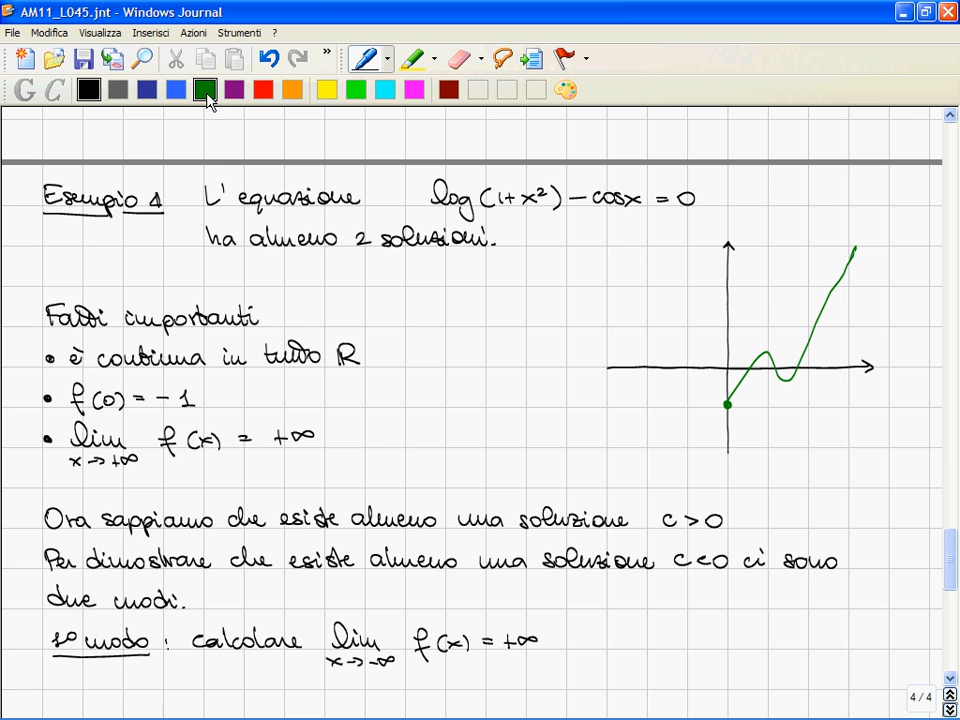 AM11_L045.jnt - Windows Journal
File Modifica Visualizza Inserisci Azioni Strumenti ?
Esempio 1 L'equazione log(1+x²) - cosx = 0
ha almeno 2 soluzioni.
Fatti importanti
• è continua in tutto ℝ
• f(0) = -1
• lim f(x) = +∞
x→+∞
Ora sappiamo che esiste almeno una soluzione c>0
Per dimostrare che esiste almeno una soluzione c<0 ci sono
due modi.
1° modo: calcolare lim f(x) = +∞
x→-∞
4 / 4